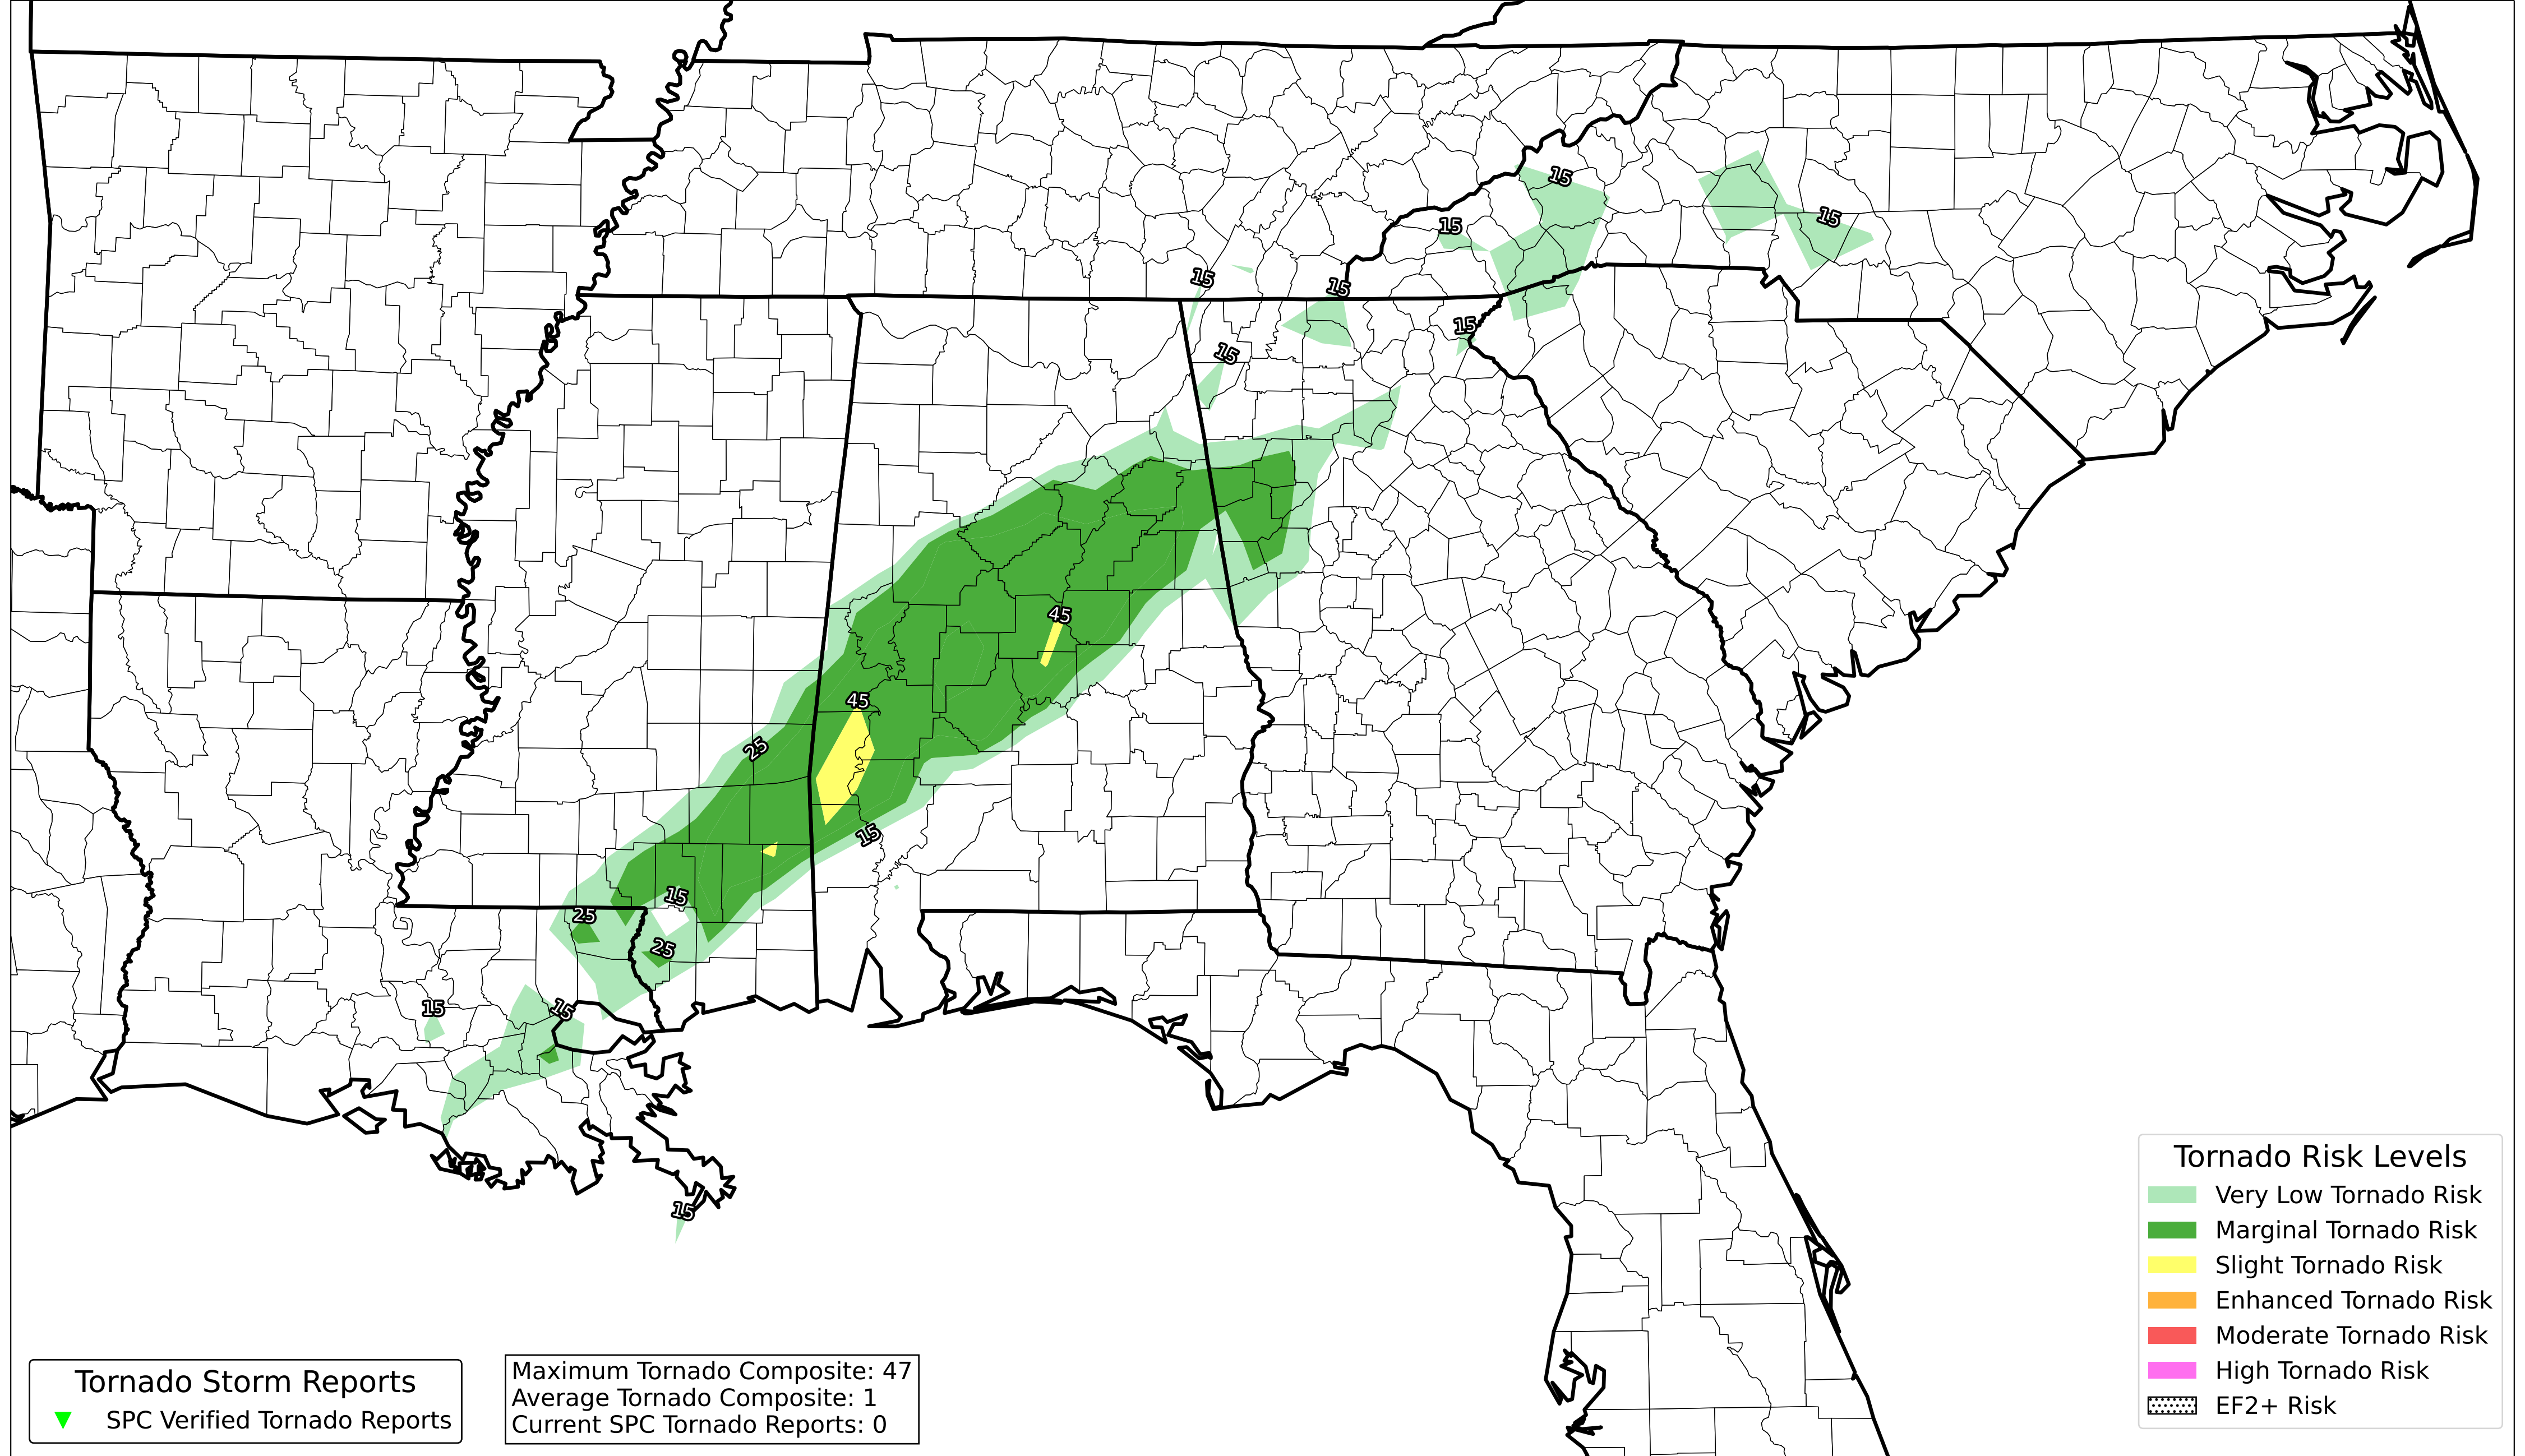 15
15
15
15
15
15
15
45
45
25
15
15
25
25
15
15
15
Tornado Risk Levels
Very Low Tornado Risk
Marginal Tornado Risk
Slight Tornado Risk
Enhanced Tornado Risk
Moderate Tornado Risk
High Tornado Risk
EF2+ Risk
Tornado Storm Reports
SPC Verified Tornado Reports
Maximum Tornado Composite: 47
Average Tornado Composite: 1
Current SPC Tornado Reports: 0